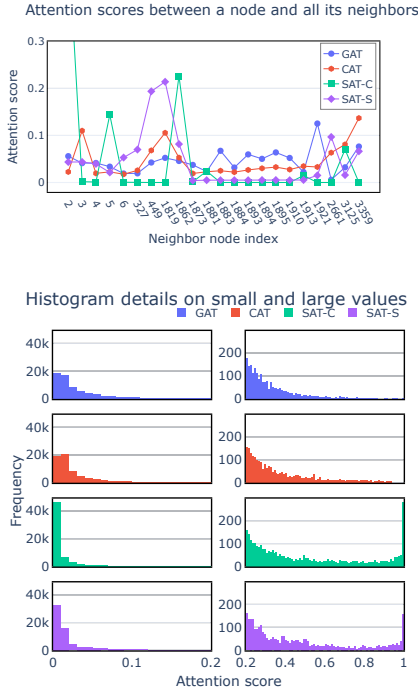 Attention scores between a node and all its neighbors
GAT
CAT
SAT-C
SAT-S
0.3
0.2
0.1
0
Attention score
2
3
4
5
6
327
449
1819
1862
1873
1881
1883
1884
1893
1894
1895
1910
1913
1921
2661
3125
3359
Neighbor node index
Histogram details on small and large values
GAT CAT SAT-C SAT-S
40k
20k
0
200
100
0
40k
20k
0
200
100
0
40k
20k
0
200
100
0
40k
20k
0
200
100
0
Frequency
0 0.1 0.2
0.2 0.4 0.6 0.8 1
Attention score